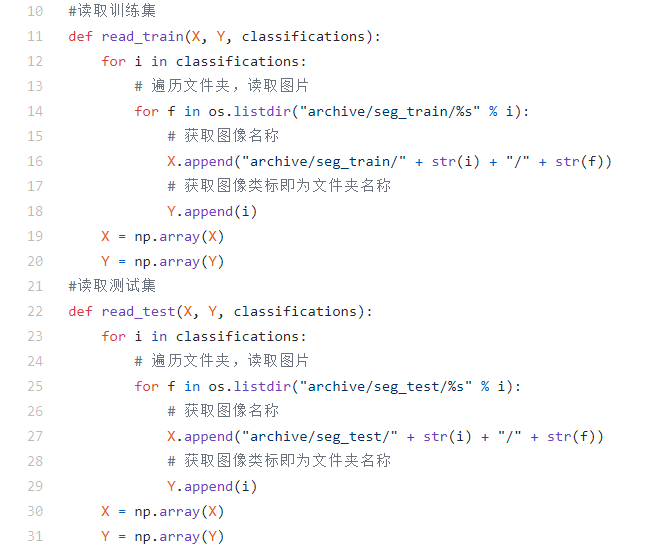 10 #读取训练集
11 def read_train(X, Y, classifications):
12     for i in classifications:
13         # 遍历文件夹，读取图片
14         for f in os.listdir("archive/seg_train/%s" % i):
15             # 获取图像名称
16             X.append("archive/seg_train/" + str(i) + "/" + str(f))
17             # 获取图像类标即为文件夹名称
18             Y.append(i)
19     X = np.array(X)
20     Y = np.array(Y)
21 #读取测试集
22 def read_test(X, Y, classifications):
23     for i in classifications:
24         # 遍历文件夹，读取图片
25         for f in os.listdir("archive/seg_test/%s" % i):
26             # 获取图像名称
27             X.append("archive/seg_test/" + str(i) + "/" + str(f))
28             # 获取图像类标即为文件夹名称
29             Y.append(i)
30     X = np.array(X)
31     Y = np.array(Y)